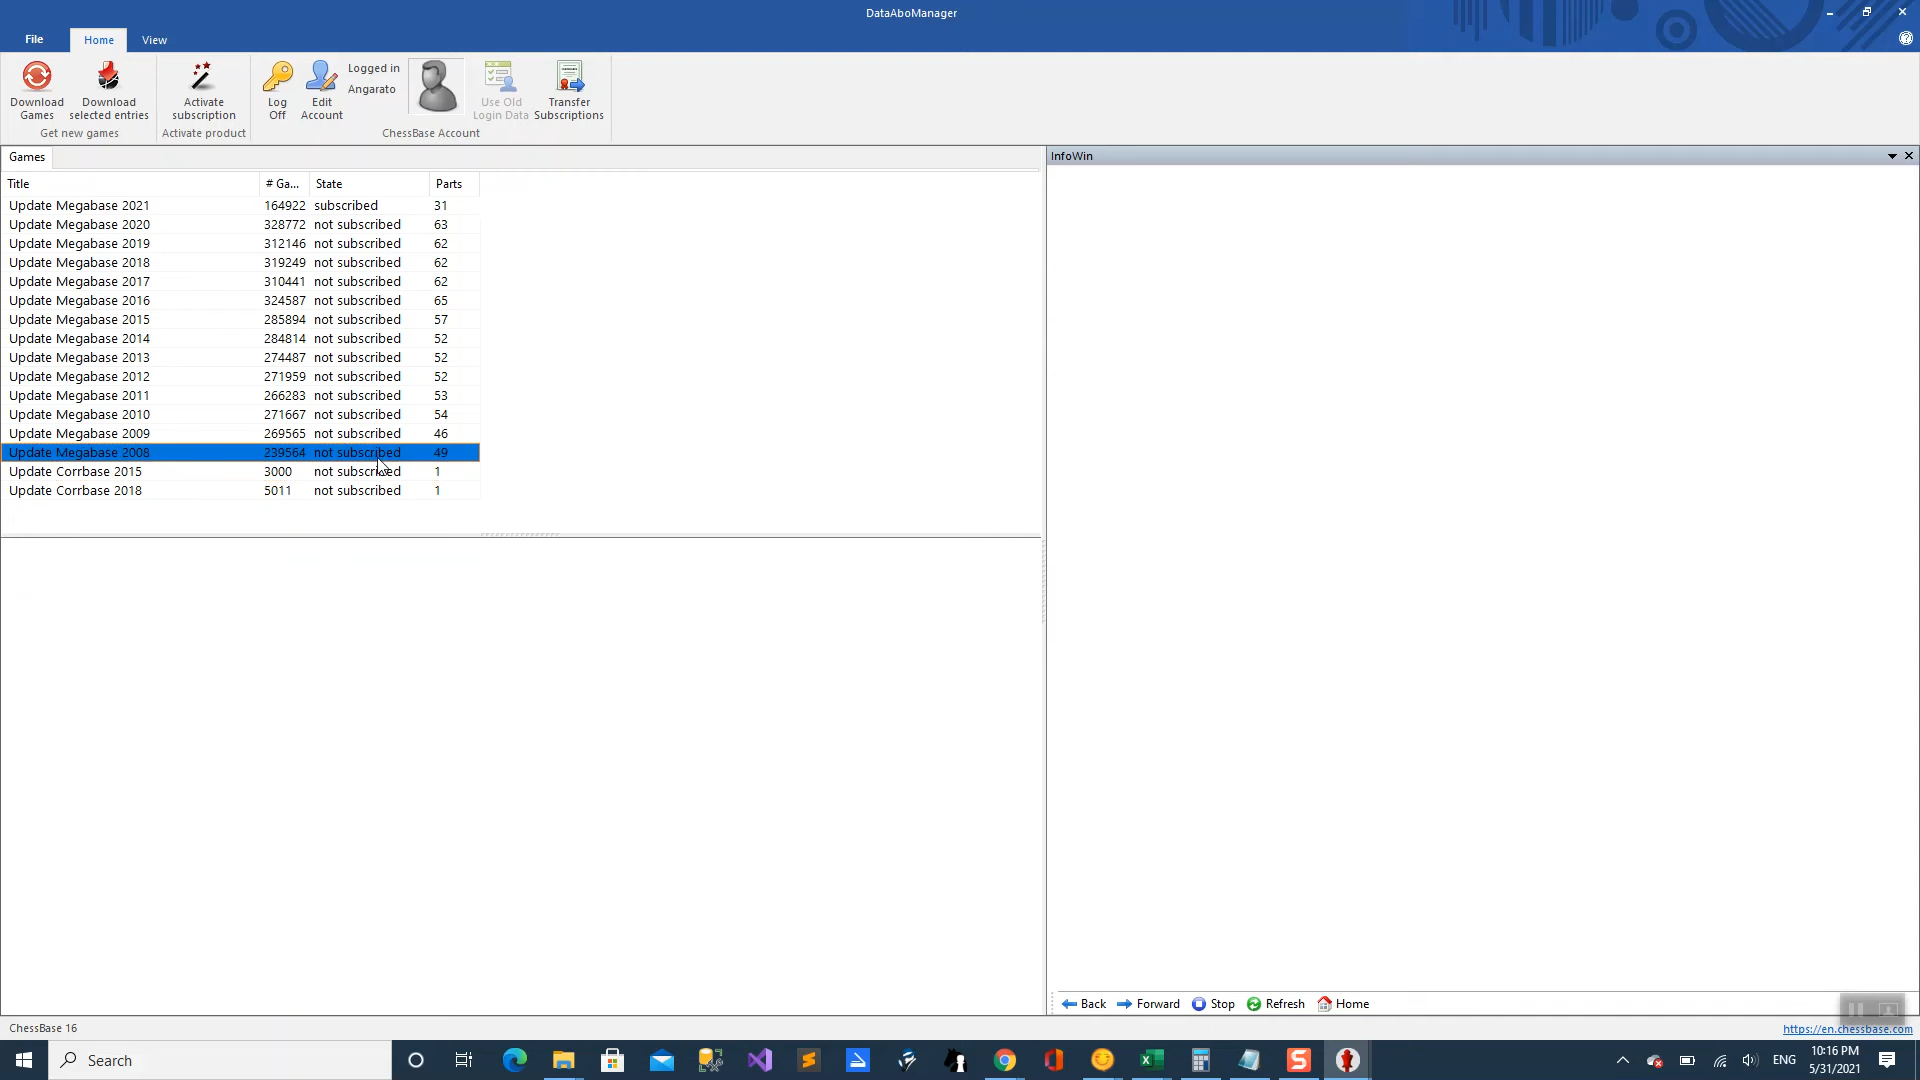 DataAboManager
File Home View
Download Games
Download selected entries
Get new games
Activate subscription
Activate product
Log Off
Edit Account
Logged in
Angarato
Use Old Login Data
Transfer Subscriptions
ChessBase Account
Games
InfoWin
Title # Ga... State Parts
Update Megabase 2021 164922 subscribed 31
Update Megabase 2020 328772 not subscribed 63
Update Megabase 2019 312146 not subscribed 62
Update Megabase 2018 319249 not subscribed 62
Update Megabase 2017 310441 not subscribed 62
Update Megabase 2016 324587 not subscribed 65
Update Megabase 2015 285894 not subscribed 57
Update Megabase 2014 284814 not subscribed 52
Update Megabase 2013 274487 not subscribed 52
Update Megabase 2012 271959 not subscribed 52
Update Megabase 2011 266283 not subscribed 53
Update Megabase 2010 271667 not subscribed 54
Update Megabase 2009 269565 not subscribed 46
Update Megabase 2008 239564 not subscribed 49
Update Corrbase 2015 3000 not subscribed 1
Update Corrbase 2018 5011 not subscribed 1
Back Forward Stop Refresh Home
ChessBase 16
https://en.chessbase.com
Search
ENG
10:16 PM
5/31/2021